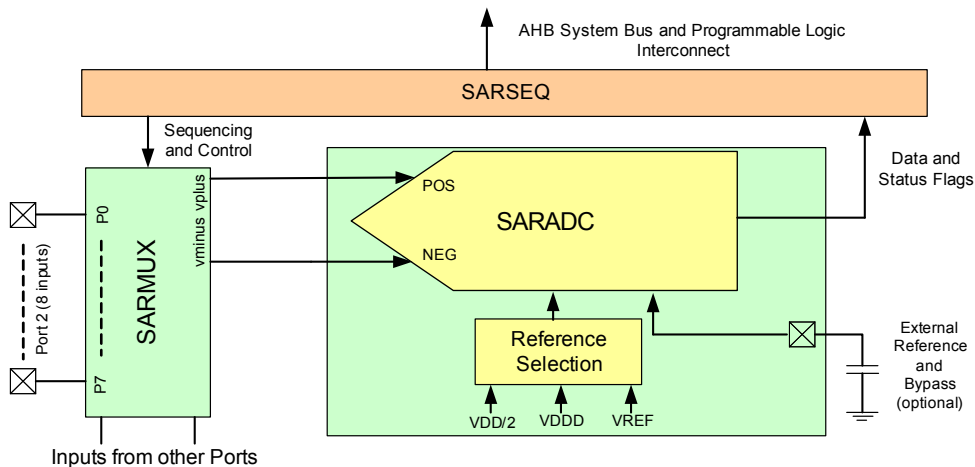 AHB System Bus and Programmable Logic
Interconnect
SARSEQ
Sequencing
and Control
Data and
Status Flags
vminus vplus
POS
NEG
SARADC
P0
P7
Port 2 (8 inputs)
SARMUX
Reference
Selection
VDD/2
VDDD
VREF
External
Reference
and
Bypass
(optional)
Inputs from other Ports